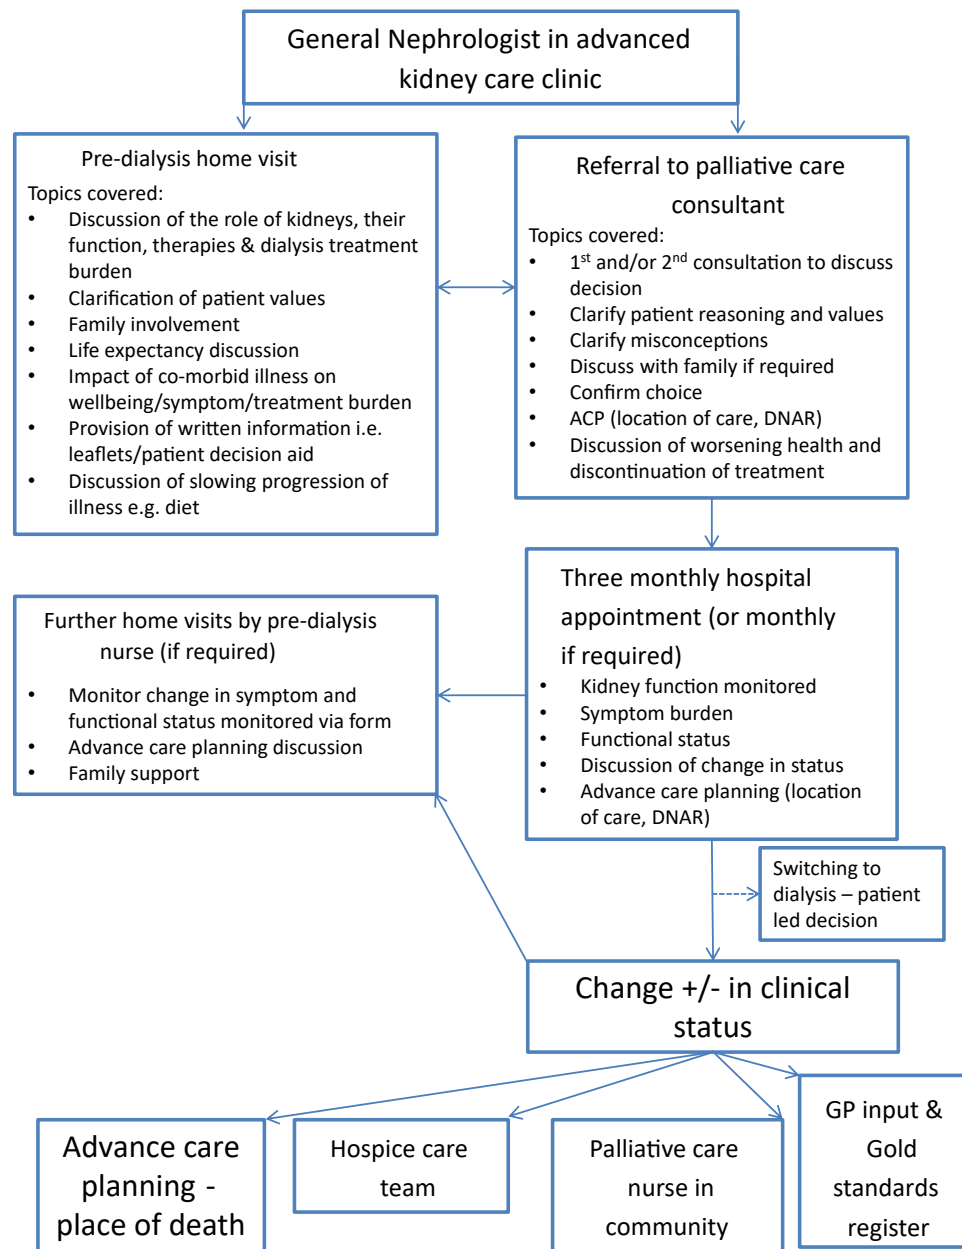 General Nephrologist in advanced
kidney care clinic
Pre-dialysis home visit
Topics covered:
• Discussion of the role of kidneys, their
function, therapies & dialysis treatment
burden
• Clarification of patient values
• Family involvement
• Life expectancy discussion
• Impact of co-morbid illness on
wellbeing/symptom/treatment burden
• Provision of written information i.e.
leaflets/patient decision aid
• Discussion of slowing progression of
illness e.g. diet
Referral to palliative care
consultant
Topics covered:
• 1st and/or 2nd consultation to discuss
decision
• Clarify patient reasoning and values
• Clarify misconceptions
• Discuss with family if required
• Confirm choice
• ACP (location of care, DNAR)
• Discussion of worsening health and
discontinuation of treatment
Three monthly hospital
appointment (or monthly
if required)
• Kidney function monitored
• Symptom burden
• Functional status
• Discussion of change in status
• Advance care planning (location
of care, DNAR)
Further home visits by pre-dialysis
nurse (if required)
• Monitor change in symptom and
functional status monitored via form
• Advance care planning discussion
• Family support
Switching to
dialysis – patient
led decision
Change +/- in clinical
status
Advance care
planning -
place of death
Hospice care
team
Palliative care
nurse in
community
GP input &
Gold
standards
register